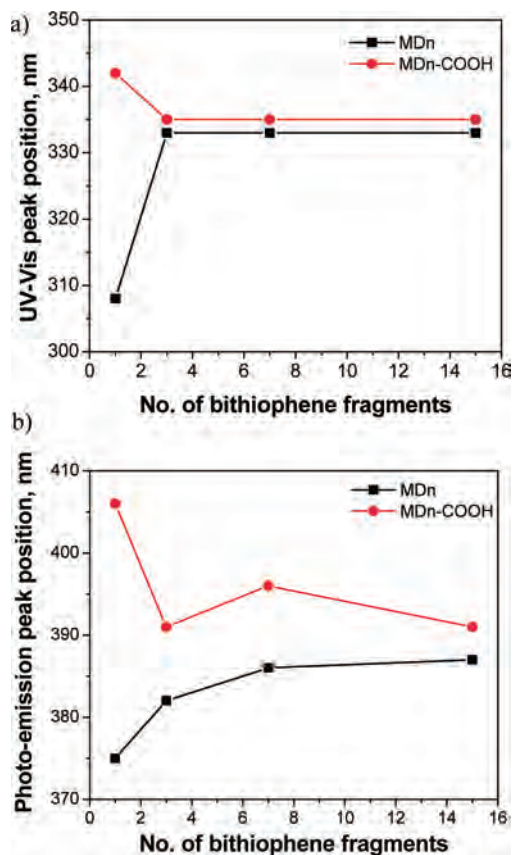 a)
MDn
MDn-COOH
350
340
330
320
310
300
UV-Vis peak position, nm
0 2 4 6 8 10 12 14 16
No. of bithiophene fragments
b)
MDn
MDn-COOH
410
400
390
380
370
Photo-emission peak position, nm
0 2 4 6 8 10 12 14 16
No. of bithiophene fragments